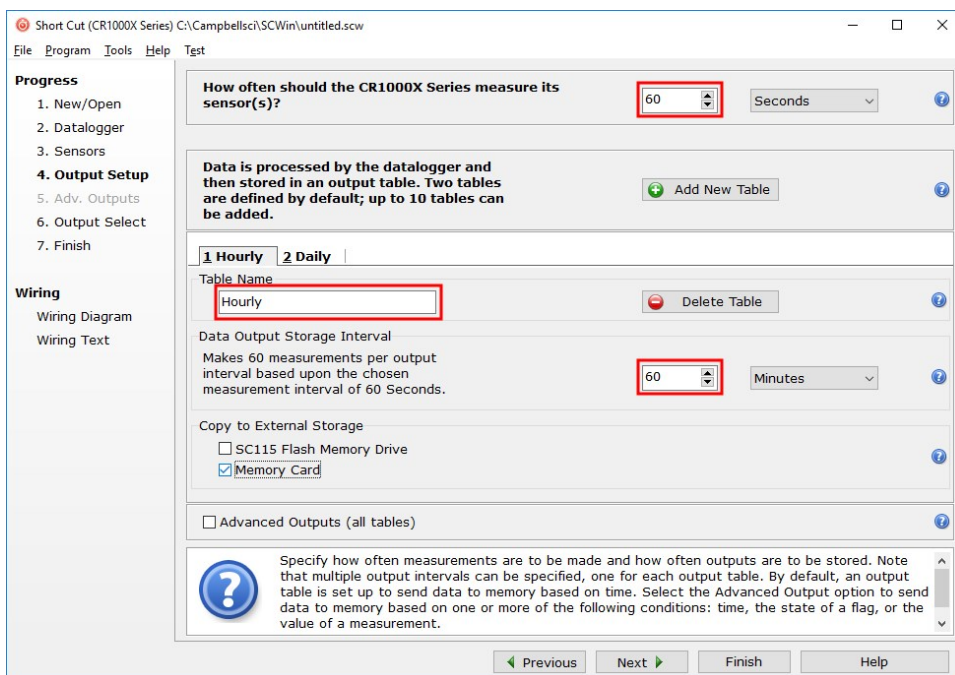 Short Cut (CR1000X Series) C:\Campbellsci\SCWin\untitled.scw
File Program Tools Help Test
Progress
1. New/Open
2. Datalogger
3. Sensors
4. Output Setup
5. Adv. Outputs
6. Output Select
7. Finish
Wiring
Wiring Diagram
Wiring Text
How often should the CR1000X Series measure its
sensor(s)?
60
Seconds
Data is processed by the datalogger and
then stored in an output table. Two tables
are defined by default; up to 10 tables can
be added.
Add New Table
1 Hourly 2 Daily
Table Name
Hourly
Delete Table
Data Output Storage Interval
Makes 60 measurements per output
interval based upon the chosen
measurement interval of 60 Seconds.
60
Minutes
Copy to External Storage
SC115 Flash Memory Drive
Memory Card
Advanced Outputs (all tables)
Specify how often measurements are to be made and how often outputs are to be stored. Note
that multiple output intervals can be specified, one for each output table. By default, an output
table is set up to send data to memory based on time. Select the Advanced Output option to send
data to memory based on one or more of the following conditions: time, the state of a flag, or the
value of a measurement.
Previous Next Finish Help